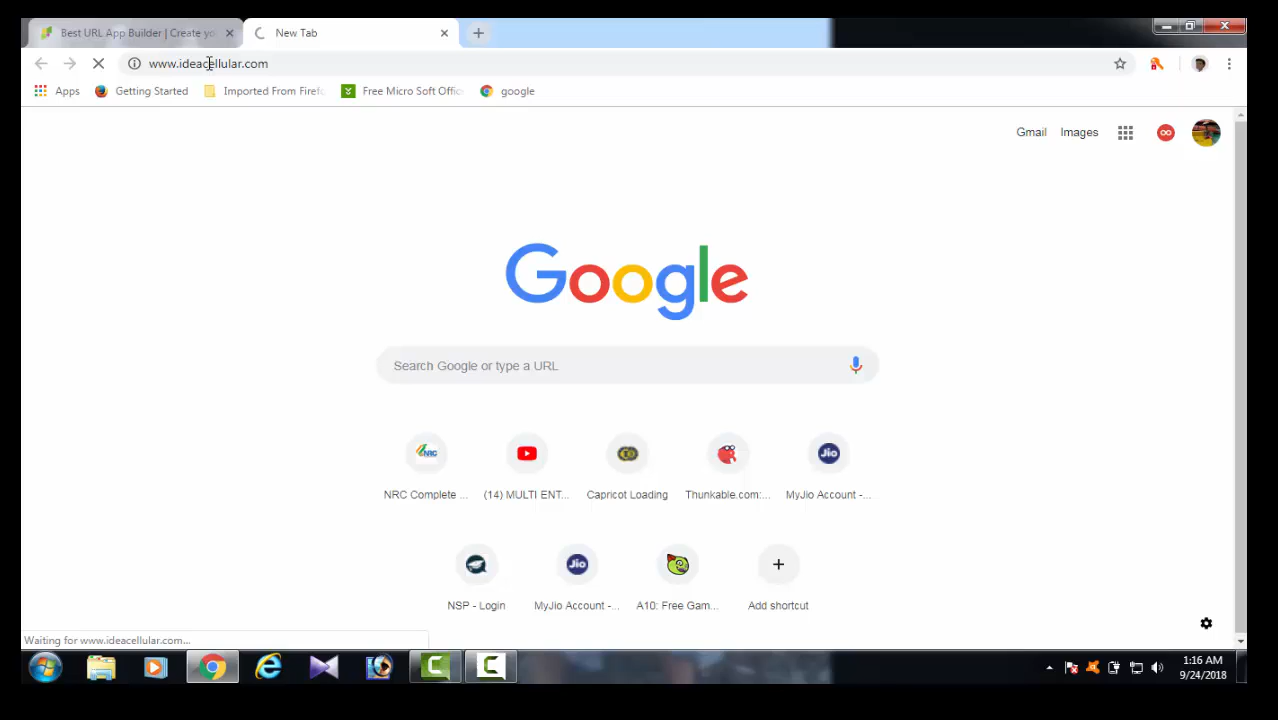 Best URL App Builder | Create yo
New Tab
www.ideacellular.com
Apps
Getting Started
Imported From Firefo
Free Micro Soft Offic
google
Gmail
Images
Google
Search Google or type a URL
NRC Complete ...
(14) MULTI ENT...
Capricot Loading
Thunkable.com:...
MyJio Account -...
NSP - Login
MyJio Account -...
A10: Free Gam...
Add shortcut
Waiting for www.ideacellular.com...
1:16 AM
9/24/2018